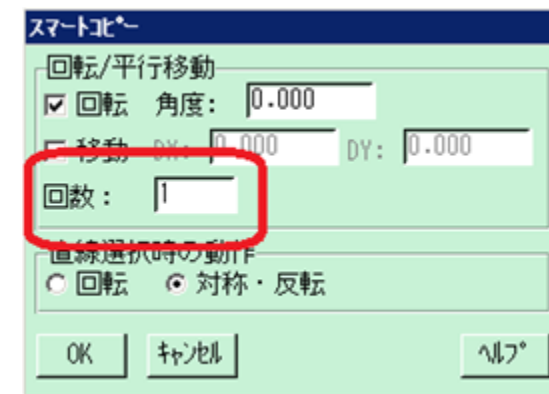 スマートコピー
回転/平行移動
回転 角度: 0.000
移動 DX: 0.000 DY: 0.000
回数: 1
直線選択時の動作
回転 対称・反転
OK キャンセル ヘルプ